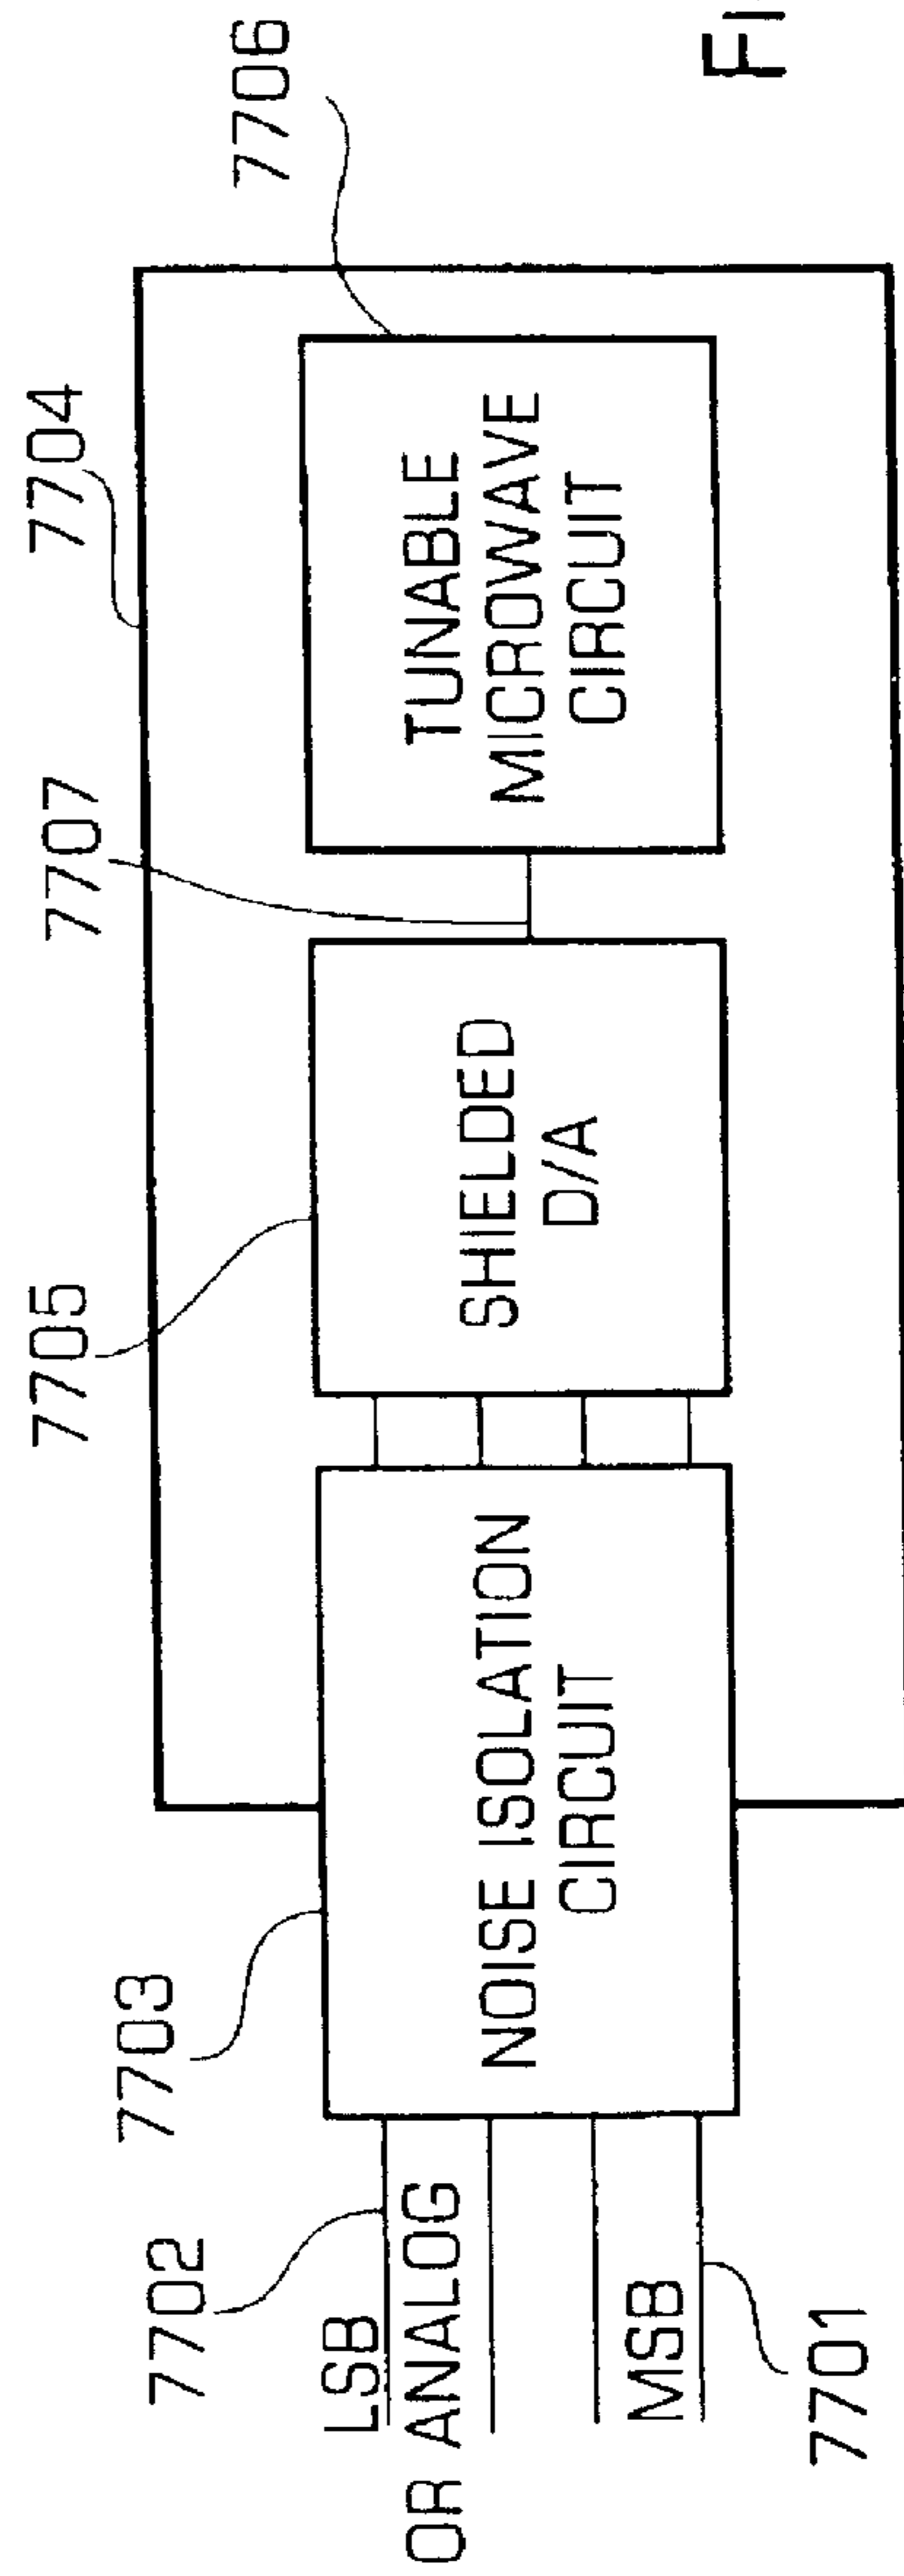 7704
7706
7707
7705
7703
7702
TUNABLE
MICROWAVE
CIRCUIT
SHIELDED
D/A
NOISE ISOLATION
CIRCUIT
LSB
OR ANALOG
MSB
7701